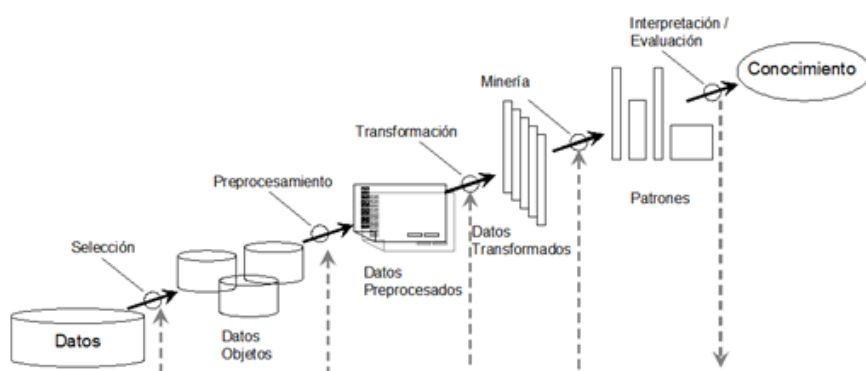 Interpretación /
Evaluación
Conocimiento
Minería
Transformación
Patrones
Preprocesamiento
Datos
Transformados
Selección
Datos
Preprocesados
Datos
Objetos
Datos